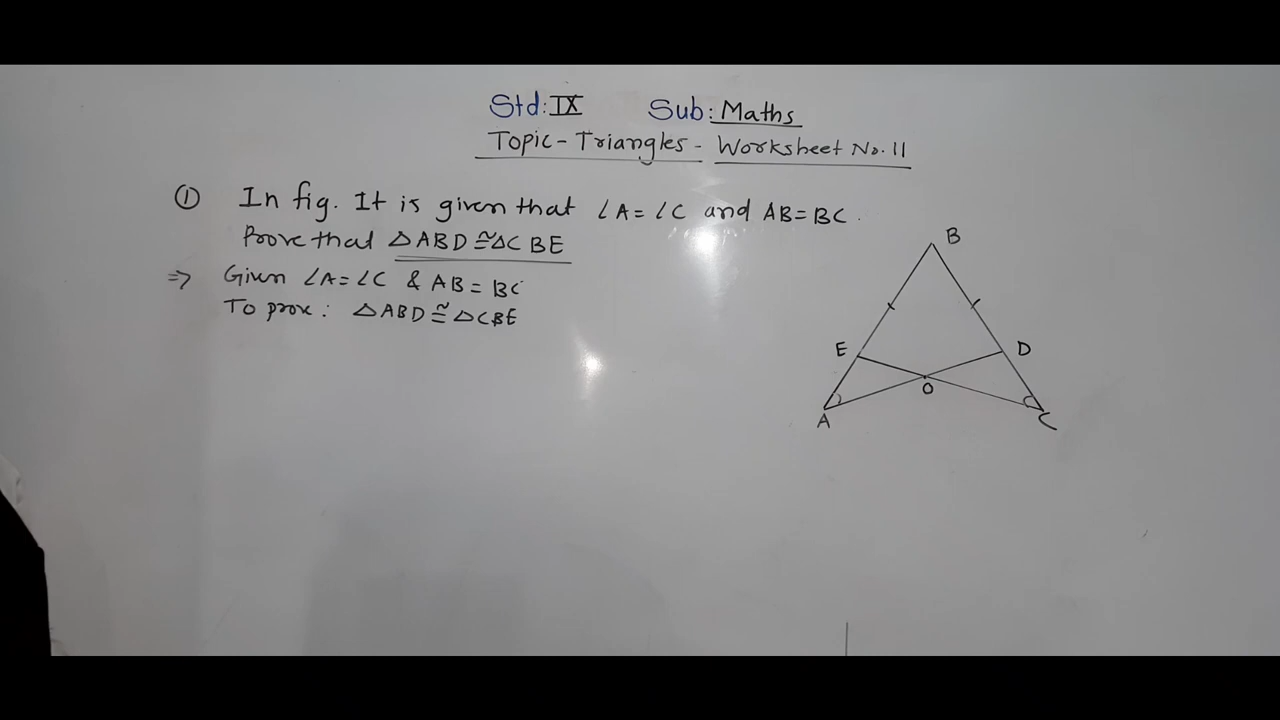 Std: IX Sub: Maths
Topic - Triangles - Worksheet No. 11
① In fig. It is given that ∠A = ∠C and AB = BC.
Prove that △ABD ≅ △CBE
⇒ Given ∠A = ∠C & AB = BC
To prove: △ABD ≅ △CBE
B
E D
O
A C